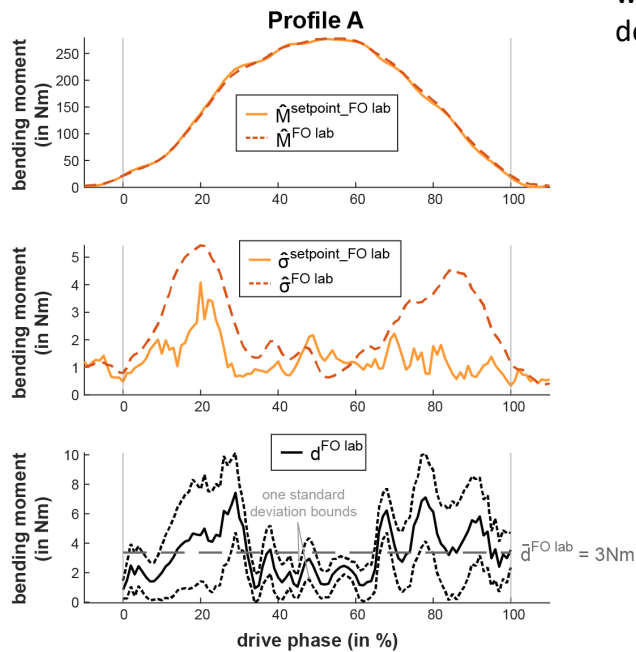 Profile A
w
de
bending moment
(in Nm)
250
200
150
100
50
0
M̂setpoint_FO lab
M̂FO lab
0
20
40
60
80
100
bending moment
(in Nm)
5
4
3
2
1
0
σ̂setpoint_FO lab
σ̂FO lab
0
20
40
60
80
100
bending moment
(in Nm)
10
8
6
4
2
0
dFO lab
one standard
deviation bounds
d̄FO lab = 3Nm
0
20
40
60
80
100
drive phase (in %)